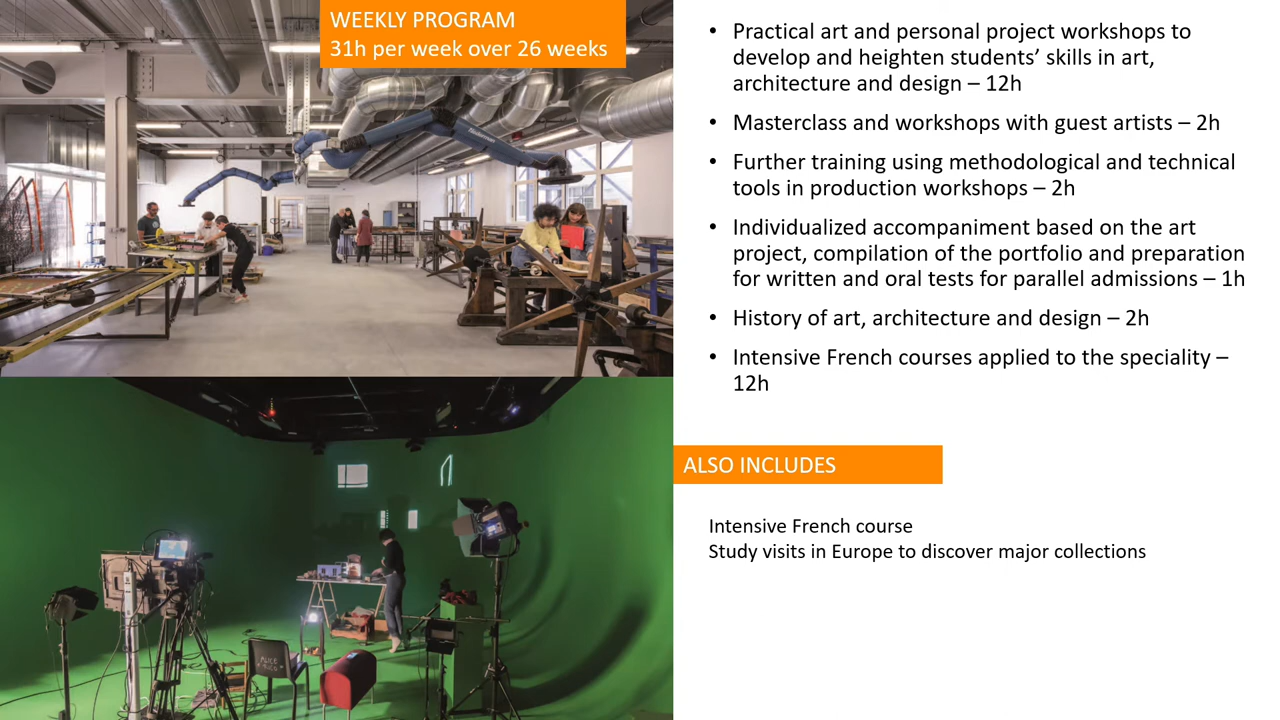 WEEKLY PROGRAM
31h per week over 26 weeks
• Practical art and personal project workshops to
develop and heighten students’ skills in art,
architecture and design – 12h
• Masterclass and workshops with guest artists – 2h
• Further training using methodological and technical
tools in production workshops – 2h
• Individualized accompaniment based on the art
project, compilation of the portfolio and preparation
for written and oral tests for parallel admissions – 1h
• History of art, architecture and design – 2h
• Intensive French courses applied to the speciality –
12h
ALSO INCLUDES
Intensive French course
Study visits in Europe to discover major collections